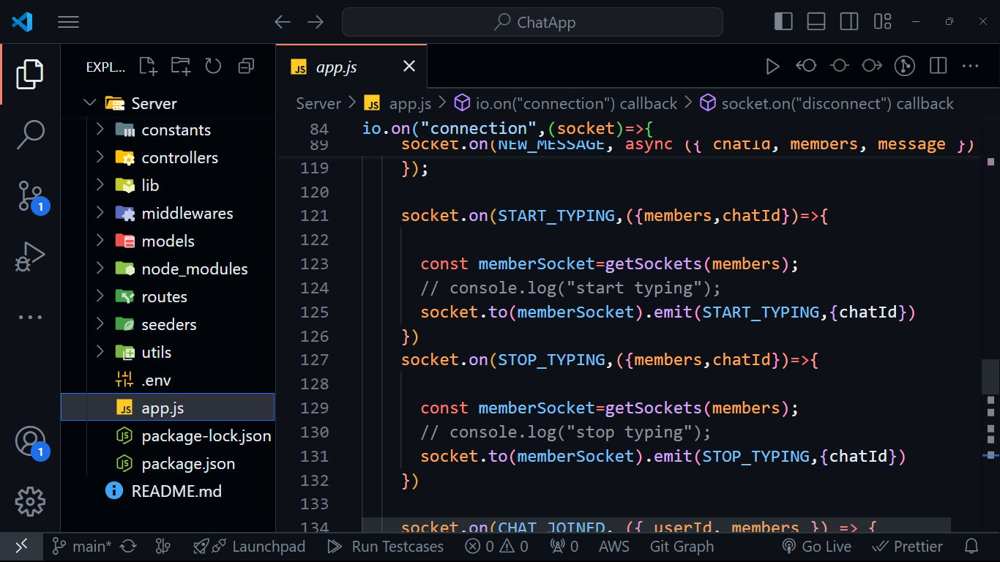 ChatApp
EXPL...
Server
constants
controllers
lib
middlewares
models
node_modules
routes
seeders
utils
.env
JS app.js
package-lock.json
package.json
README.md
1
1
JS app.js
Server > JS app.js > io.on("connection") callback > socket.on("disconnect") callback
84 io.on("connection",(socket)=>{
89 socket.on(NEW_MESSAGE, async ({ chatId, members, message })
119 });
120
121 socket.on(START_TYPING,({members,chatId})=>{
122
123 const memberSocket=getSockets(members);
124 // console.log("start typing");
125 socket.to(memberSocket).emit(START_TYPING,{chatId})
126 })
127 socket.on(STOP_TYPING,({members,chatId})=>{
128
129 const memberSocket=getSockets(members);
130 // console.log("stop typing");
131 socket.to(memberSocket).emit(STOP_TYPING,{chatId})
132 })
133
134 socket.on(CHAT_JOINED, ({ userId, members }) => {
main* Launchpad Run Testcases 0 0 0 AWS Git Graph Go Live Prettier